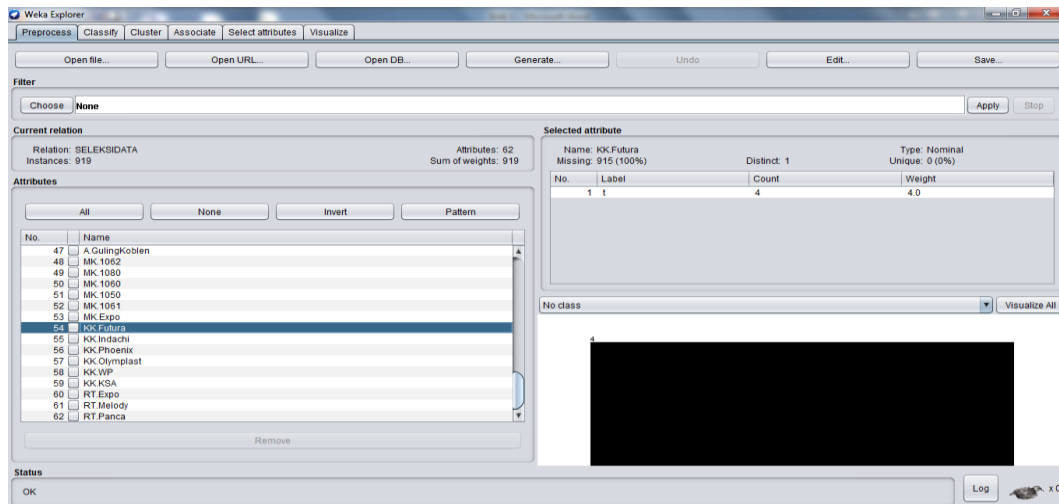 Weka Explorer
Preprocess Classify Cluster Associate Select attributes Visualize
Open file... Open URL... Open DB... Generate... Undo Edit... Save...
Filter
Choose None Apply Stop
Current relation
Relation: SELEKSIDATA Attributes: 62
Instances: 919 Sum of weights: 919
Attributes
All None Invert Pattern
No. Name
47 A.GulingKoblen
48 MK.1062
49 MK.1080
50 MK.1060
51 MK.1050
52 MK.1061
53 MK.Expo
54 KK.Futura
55 KK.Indachi
56 KK.Phoenix
57 KK.Olymplast
58 KK.WP
59 KK.KSA
60 RT.Expo
61 RT.Melody
62 RT.Panca
Remove
Selected attribute
Name: KK.Futura Type: Nominal
Missing: 915 (100%) Distinct: 1 Unique: 0 (0%)
No. Label Count Weight
1 t 4 4.0
No class Visualize All
4
Status
OK Log x 0